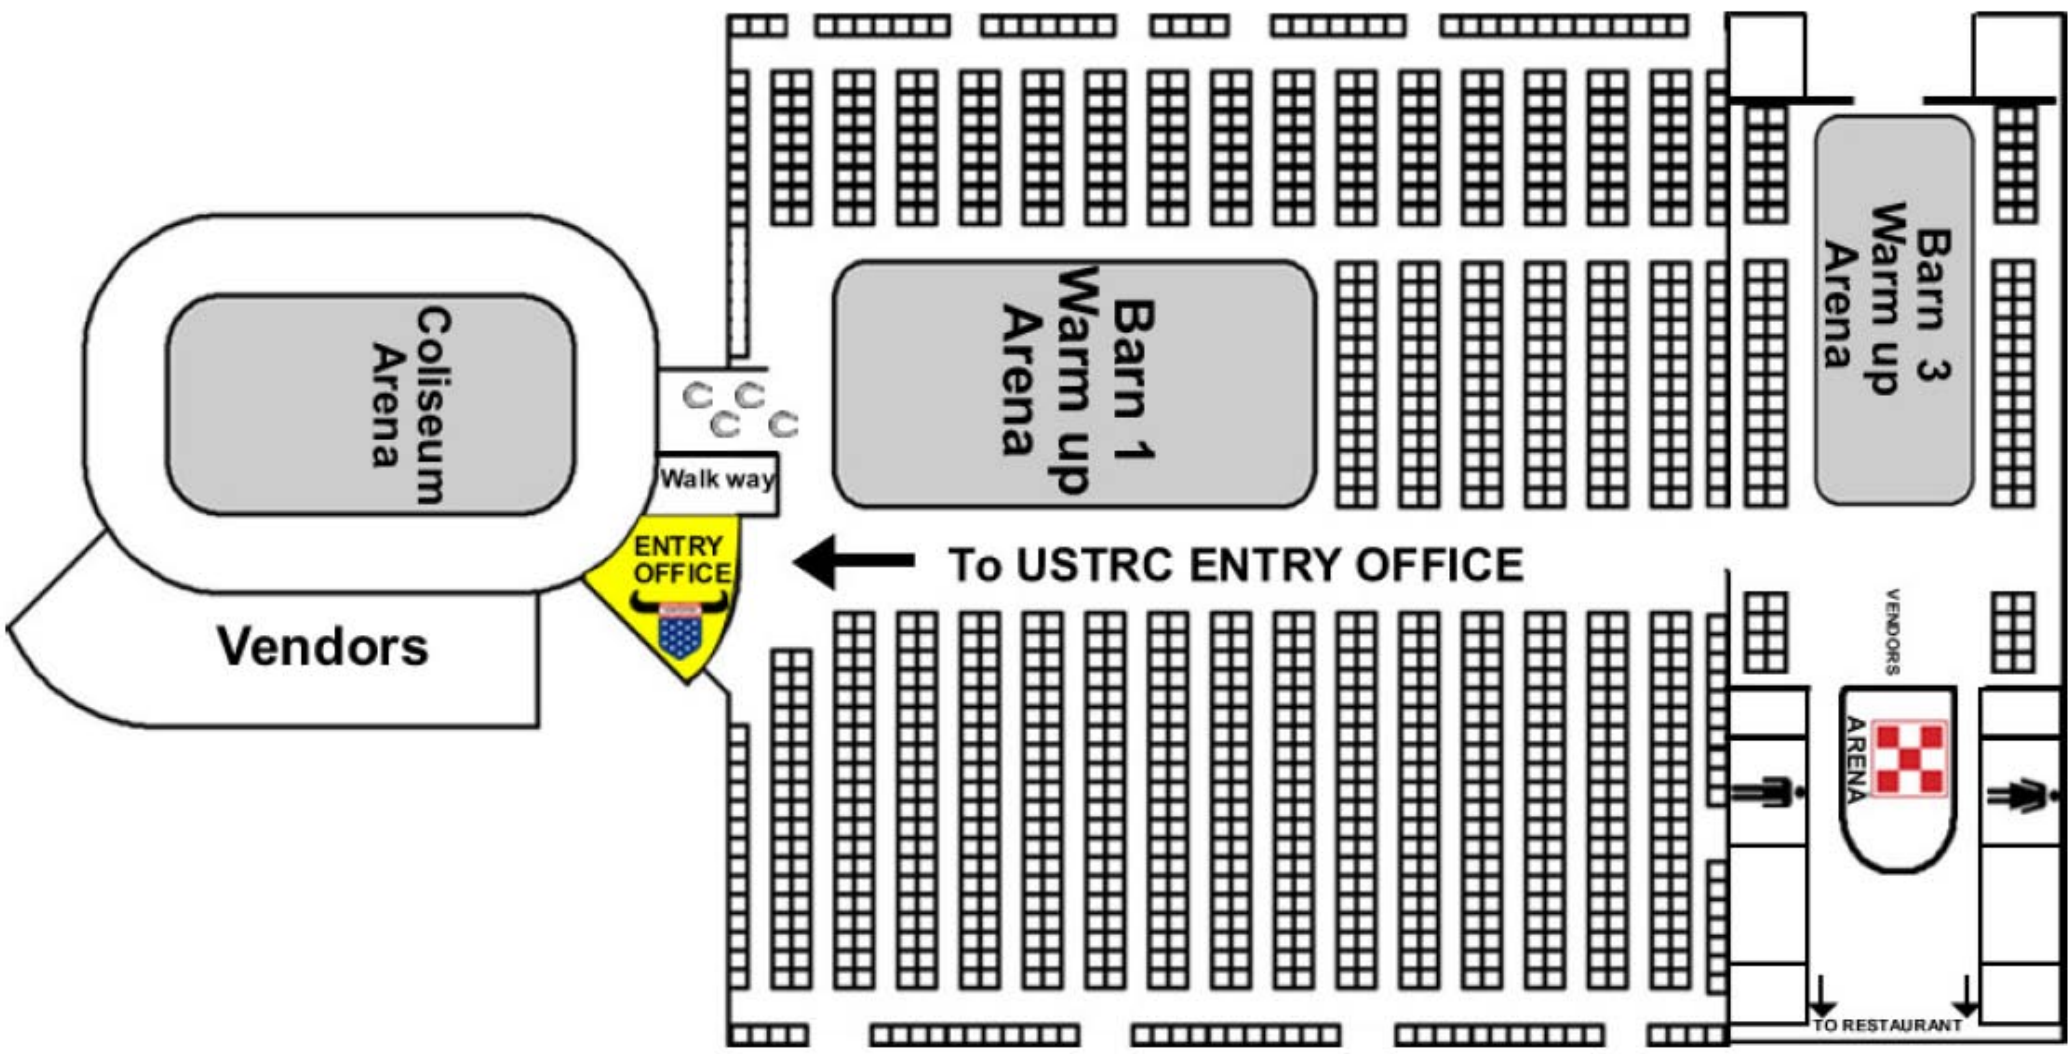 Coliseum
Arena
Barn 1
Warm up
Arena
Barn 3
Warm up
Arena
Walk way
ENTRY
OFFICE
To USTRC ENTRY OFFICE
Vendors
VENDORS
ARENA
TO RESTAURANT